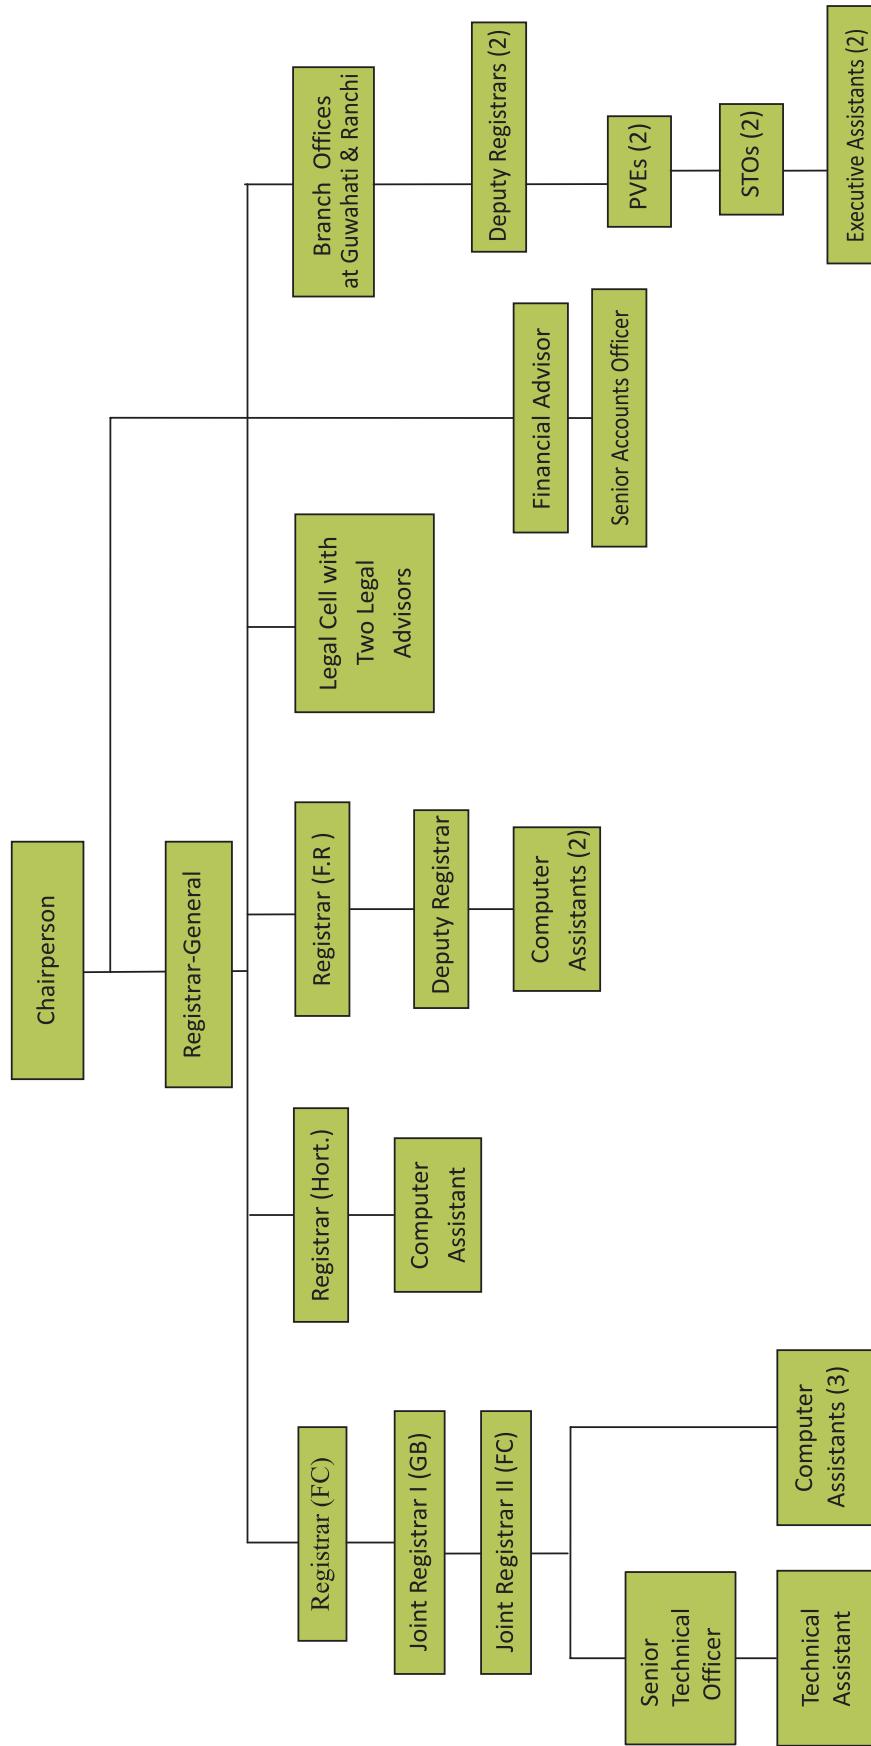 Chairperson
Registrar-General
Registrar (FC)
Joint Registrar I (GB)
Joint Registrar II (FC)
Senior
Technical
Officer
Technical
Assistant
Computer
Assistants (3)
Registrar (Hort.)
Computer
Assistant
Registrar (F.R )
Deputy Registrar
Computer
Assistants (2)
Legal Cell with
Two Legal
Advisors
Financial Advisor
Senior Accounts Officer
Branch Offices
at Guwahati & Ranchi
Deputy Registrars (2)
PVEs (2)
STOs (2)
Executive Assistants (2)